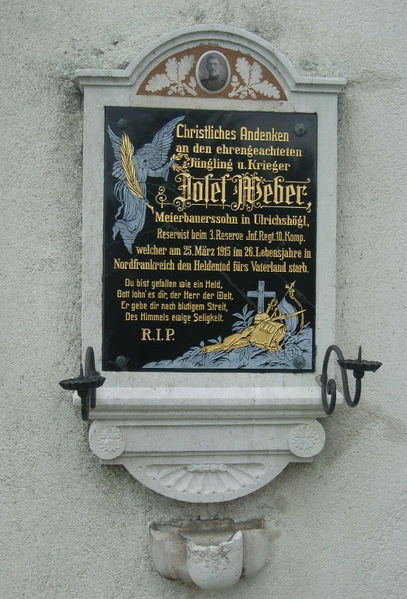 Christliches Andenken
an den ehrengeachteten
Jüngling u. Krieger
Josef Weber,
Meierbauerssohn in Ulrichshögl,
Reservist beim 3. Reserve Jnf. Regt. 10. Komp.
welcher am 25. März 1915 im 26. Lebensjahre in
Nordfrankreich den Heldentod fürs Vaterland starb.
Du bist gefallen wie ein Held,
Gott lohn' es dir, der Herr der Welt,
Er gebe dir nach blutigem Streit,
Des Himmels ewige Seligkeit.
R.I.P.